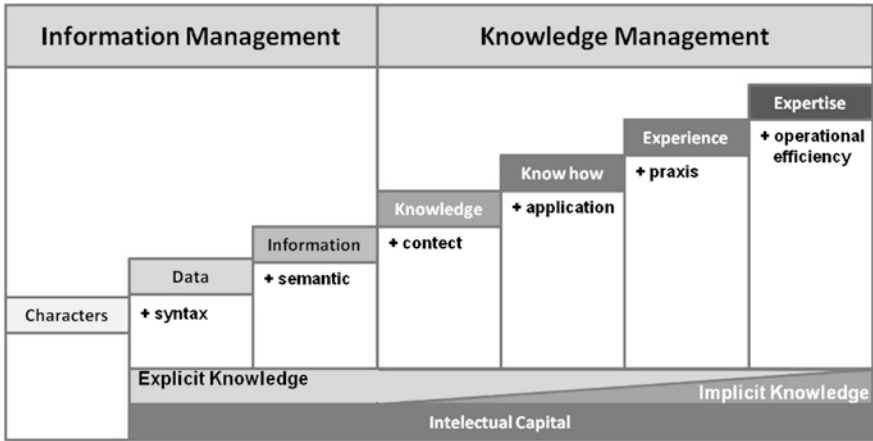 Information Management
Knowledge Management
Expertise
+ operational
efficiency
Experience
+ praxis
Know how
+ application
Knowledge
+ contect
Information
+ semantic
Data
+ syntax
Characters
Explicit Knowledge
Implicit Knowledge
Intelectual Capital